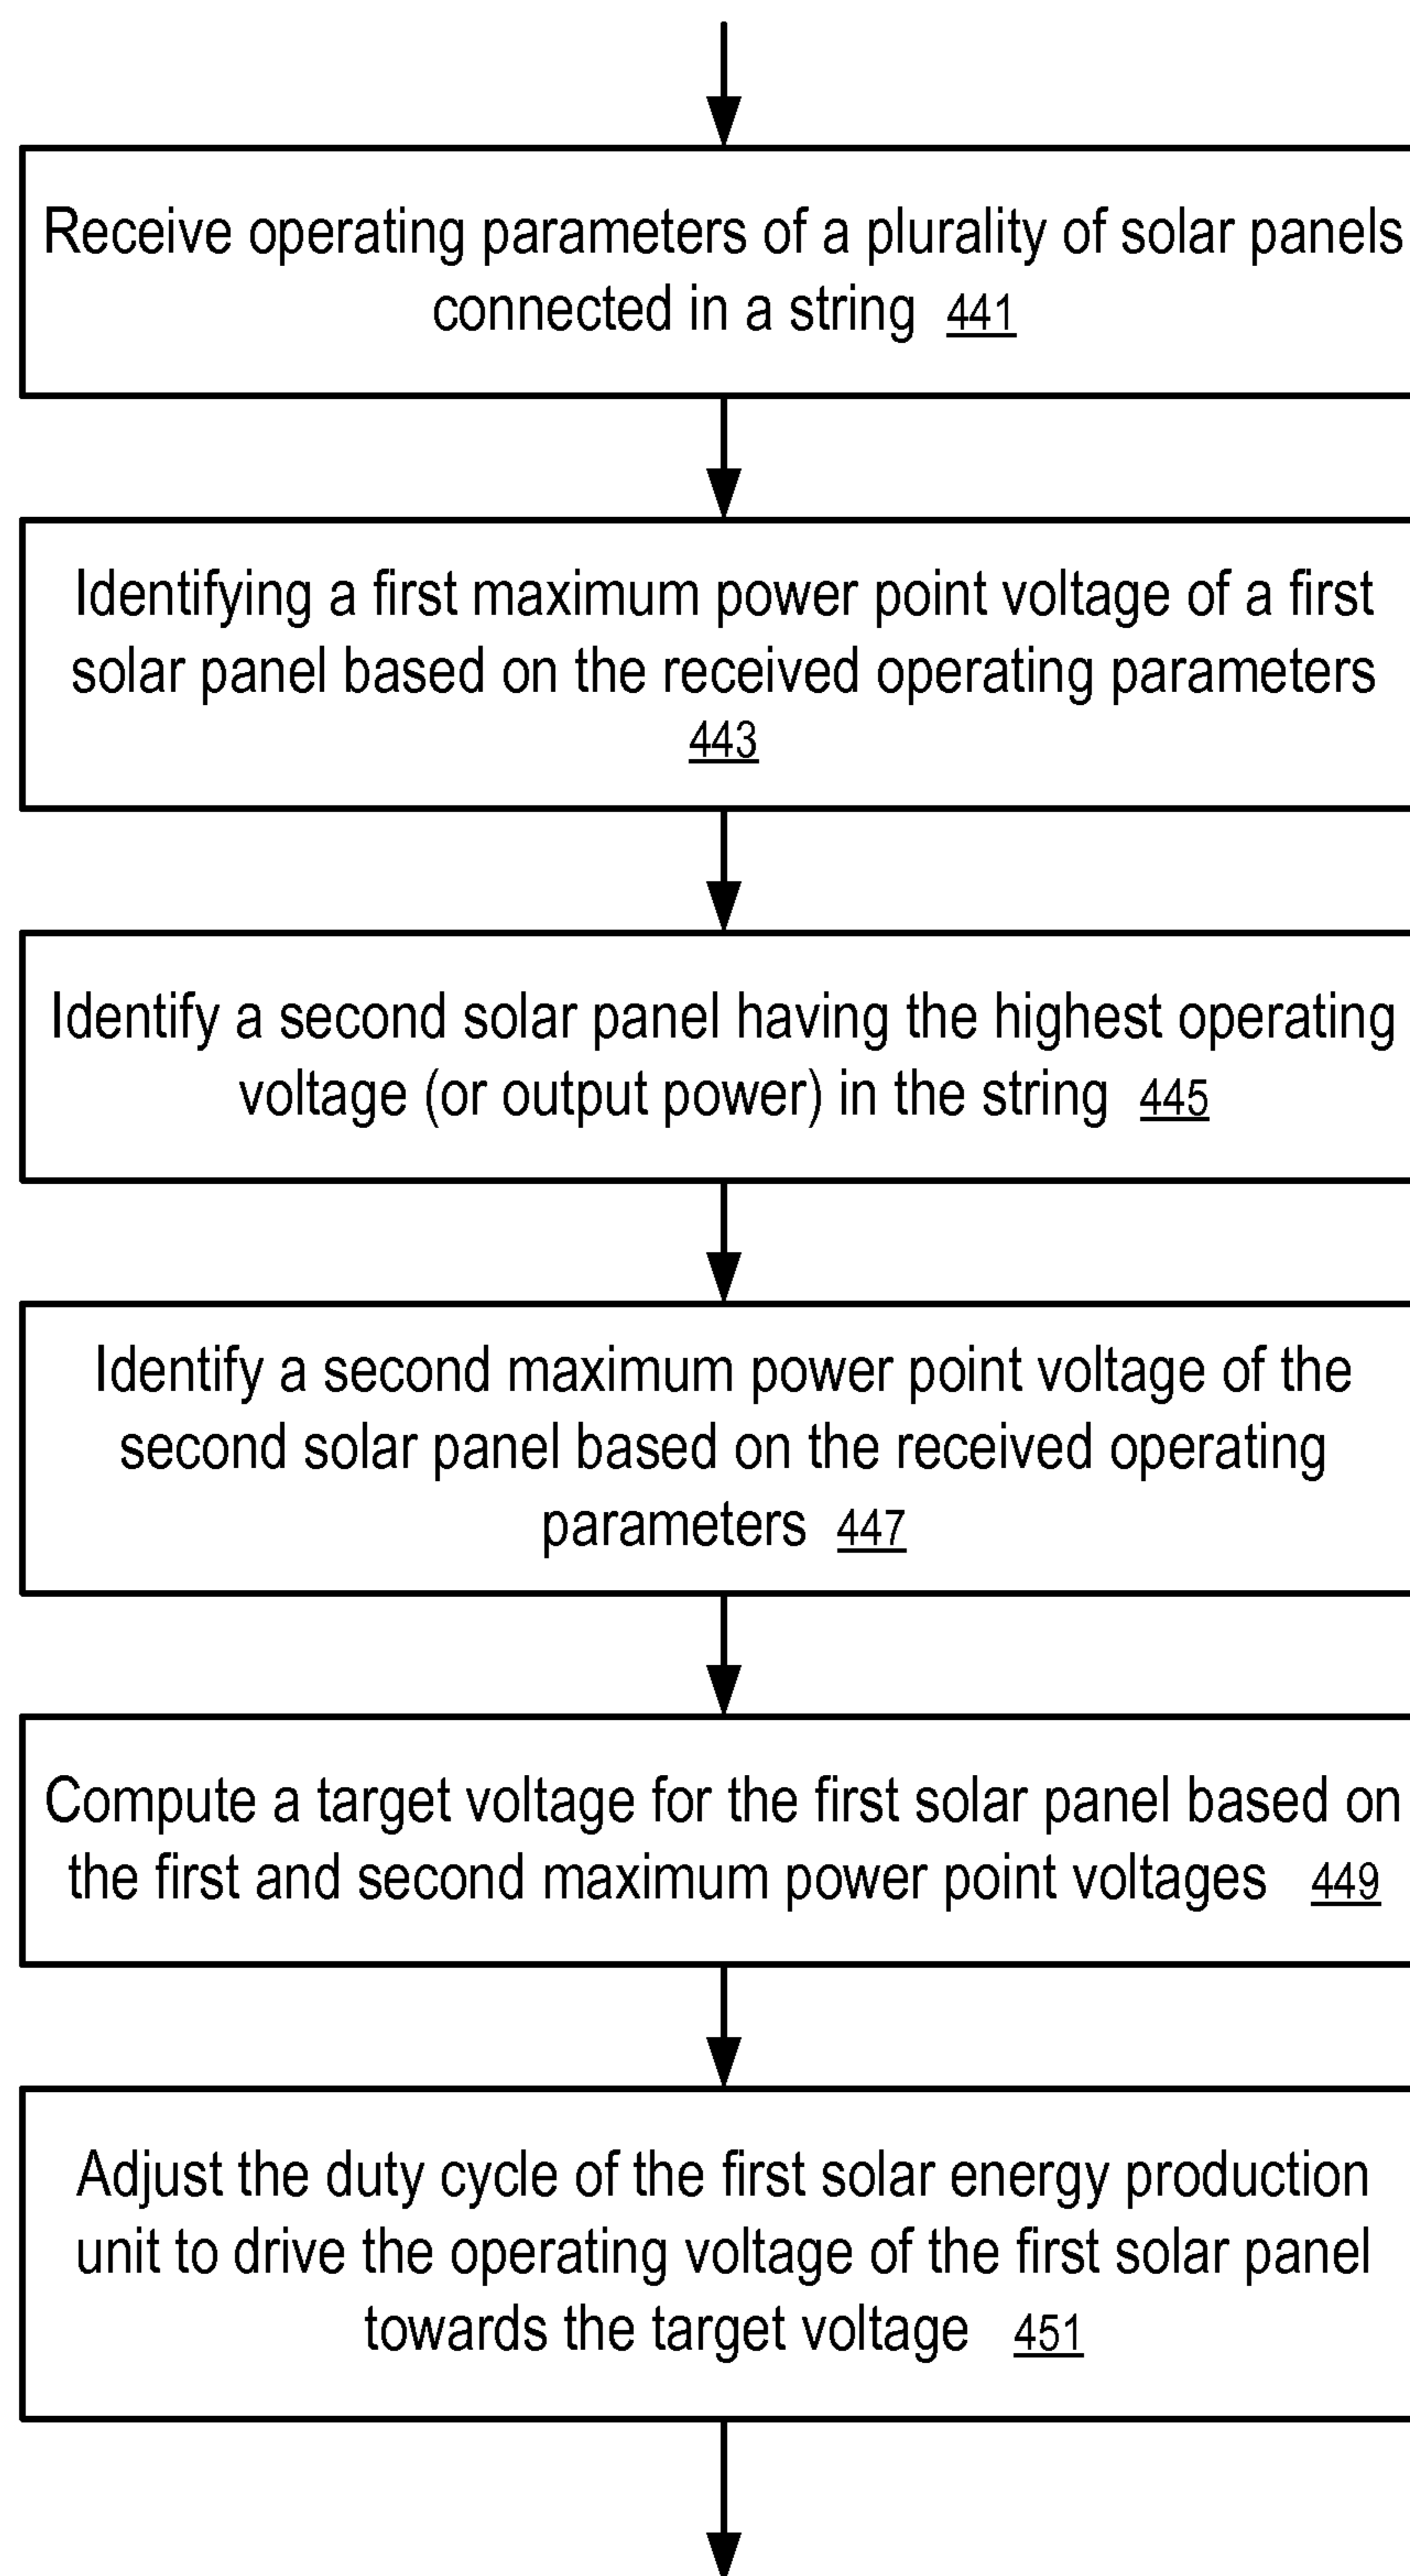 Receive operating parameters of a plurality of solar panels
connected in a string 441
Identifying a first maximum power point voltage of a first
solar panel based on the received operating parameters
443
Identify a second solar panel having the highest operating
voltage (or output power) in the string 445
Identify a second maximum power point voltage of the
second solar panel based on the received operating
parameters 447
Compute a target voltage for the first solar panel based on
the first and second maximum power point voltages 449
Adjust the duty cycle of the first solar energy production
unit to drive the operating voltage of the first solar panel
towards the target voltage 451